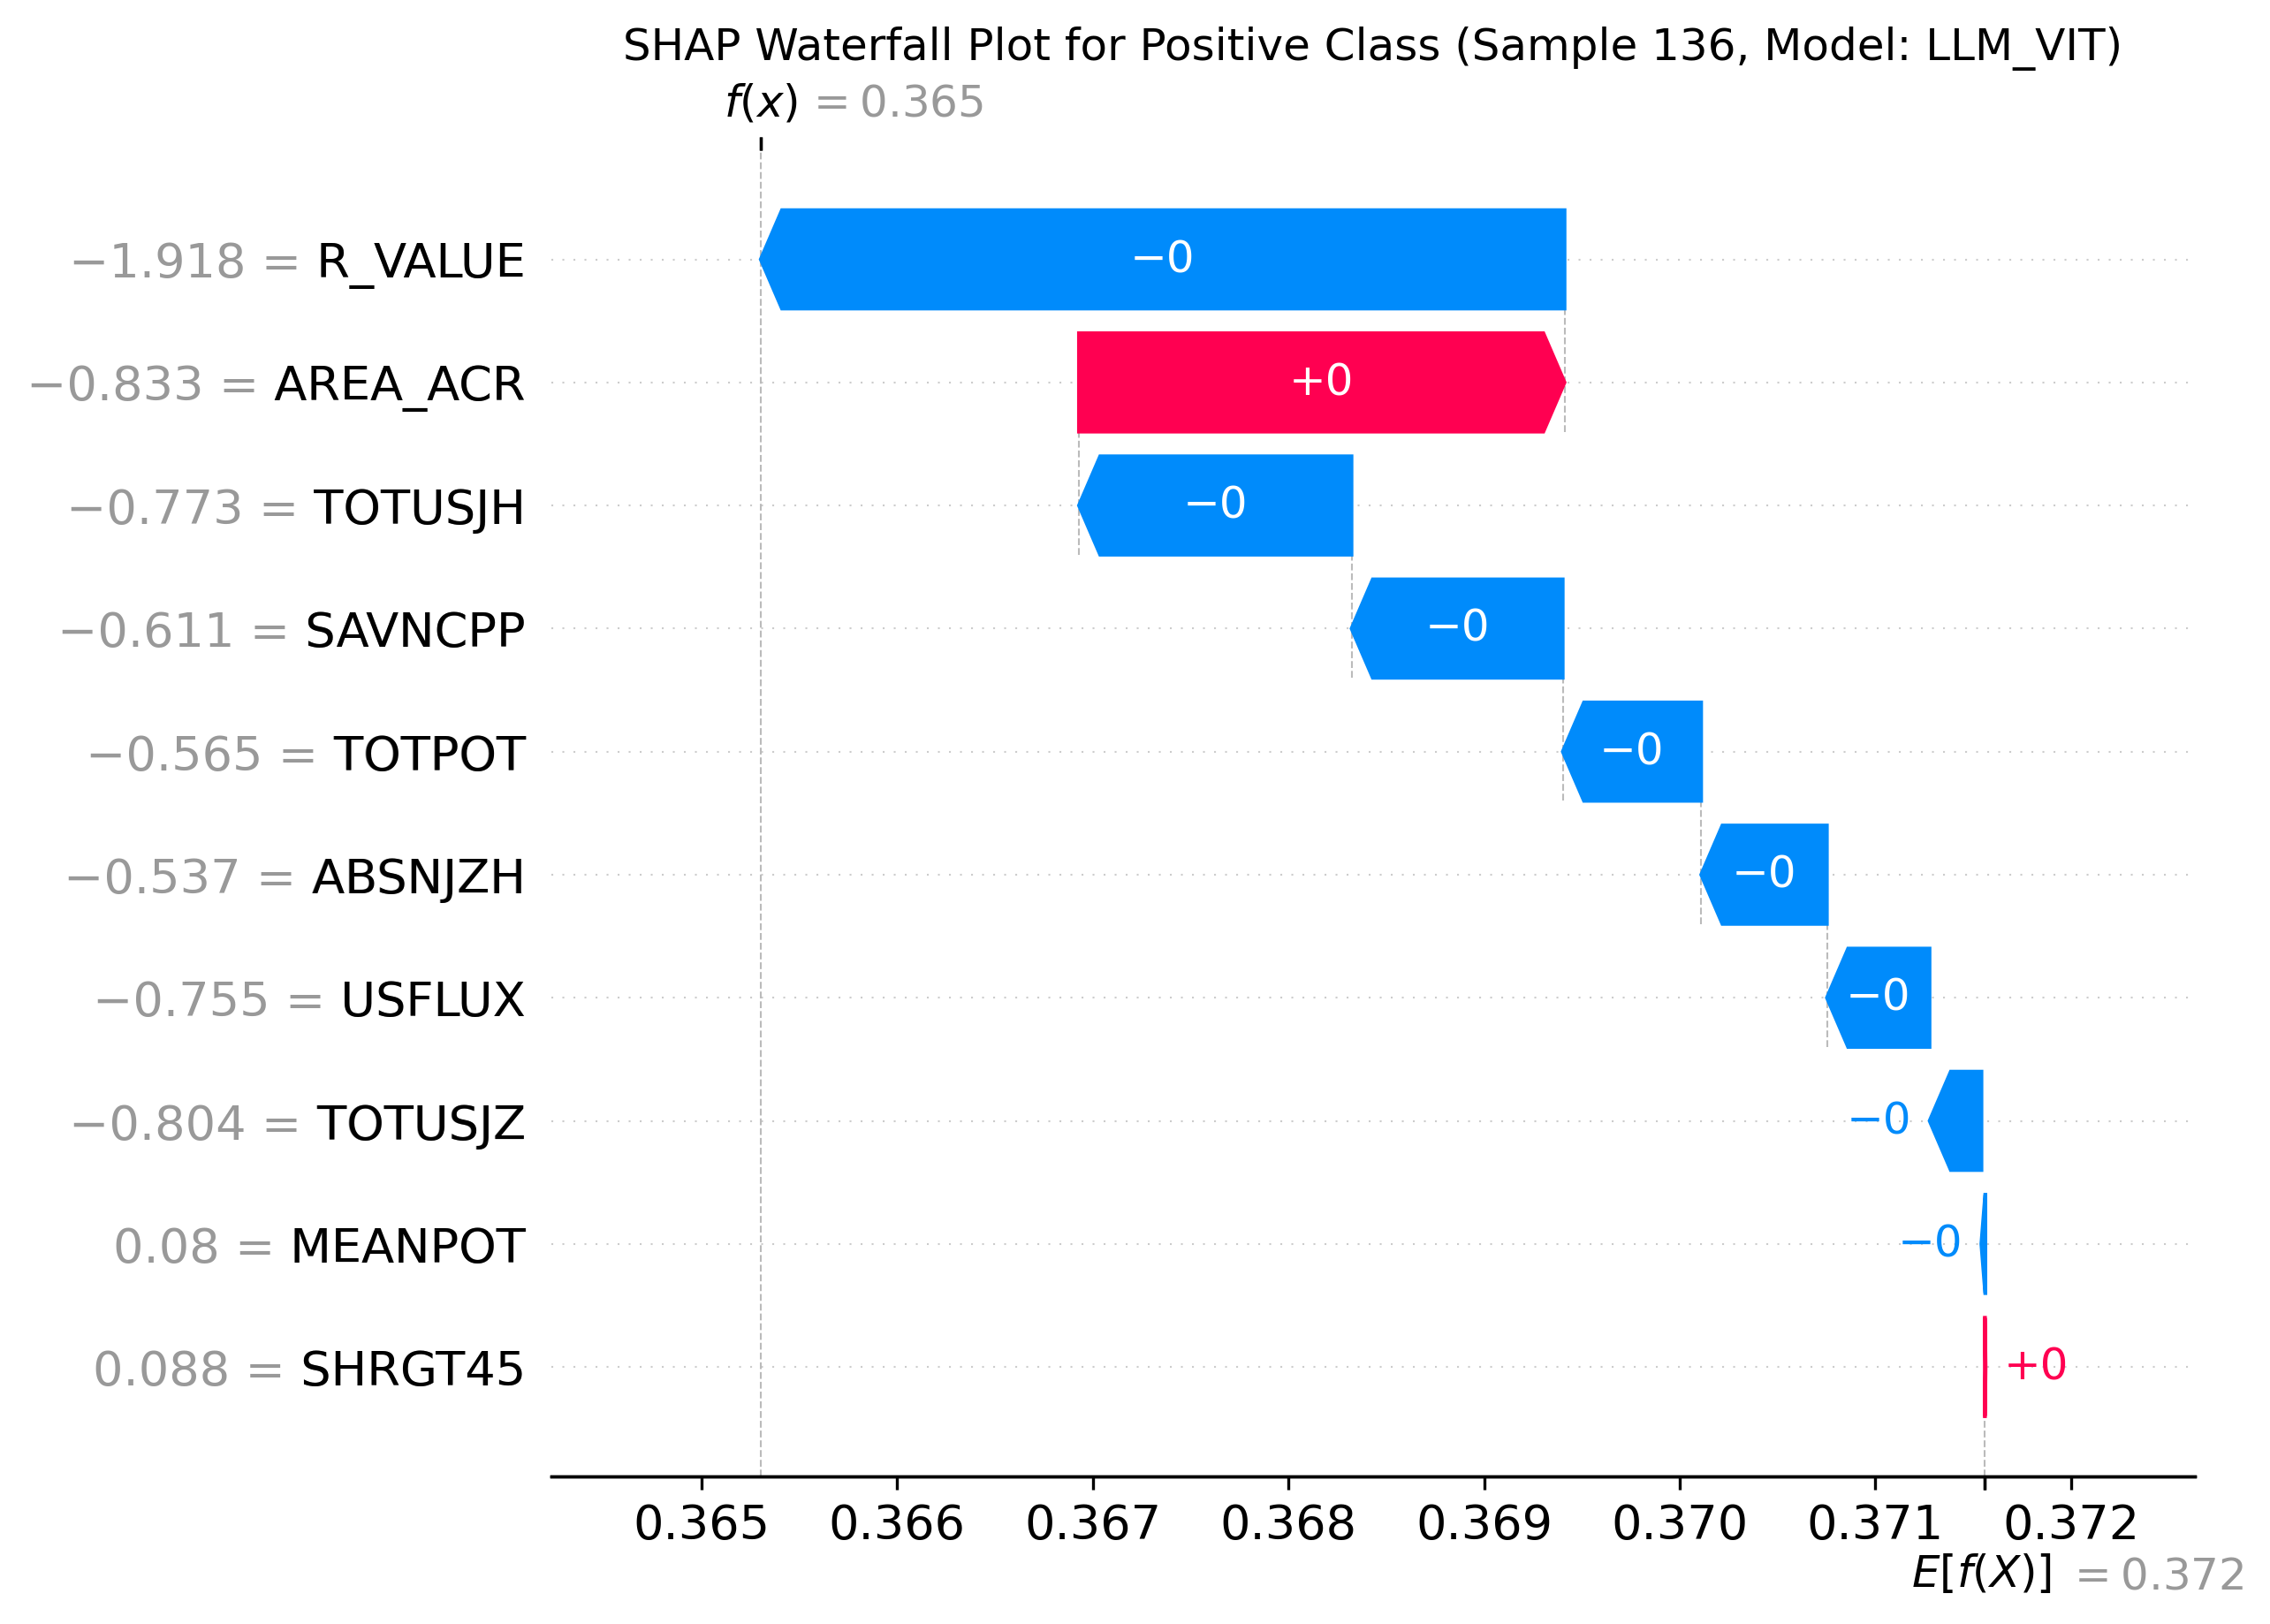 SHAP Waterfall Plot for Positive Class (Sample 136, Model: LLM_VIT)
f(x) = 0.365
−1.918 = R_VALUE −0
−0.833 = AREA_ACR +0
−0.773 = TOTUSJH −0
−0.611 = SAVNCPP −0
−0.565 = TOTPOT −0
−0.537 = ABSNJZH −0
−0.755 = USFLUX −0
−0.804 = TOTUSJZ −0
0.08 = MEANPOT −0
0.088 = SHRGT45 +0
0.365 0.366 0.367 0.368 0.369 0.370 0.371 0.372
E[f(X)] = 0.372